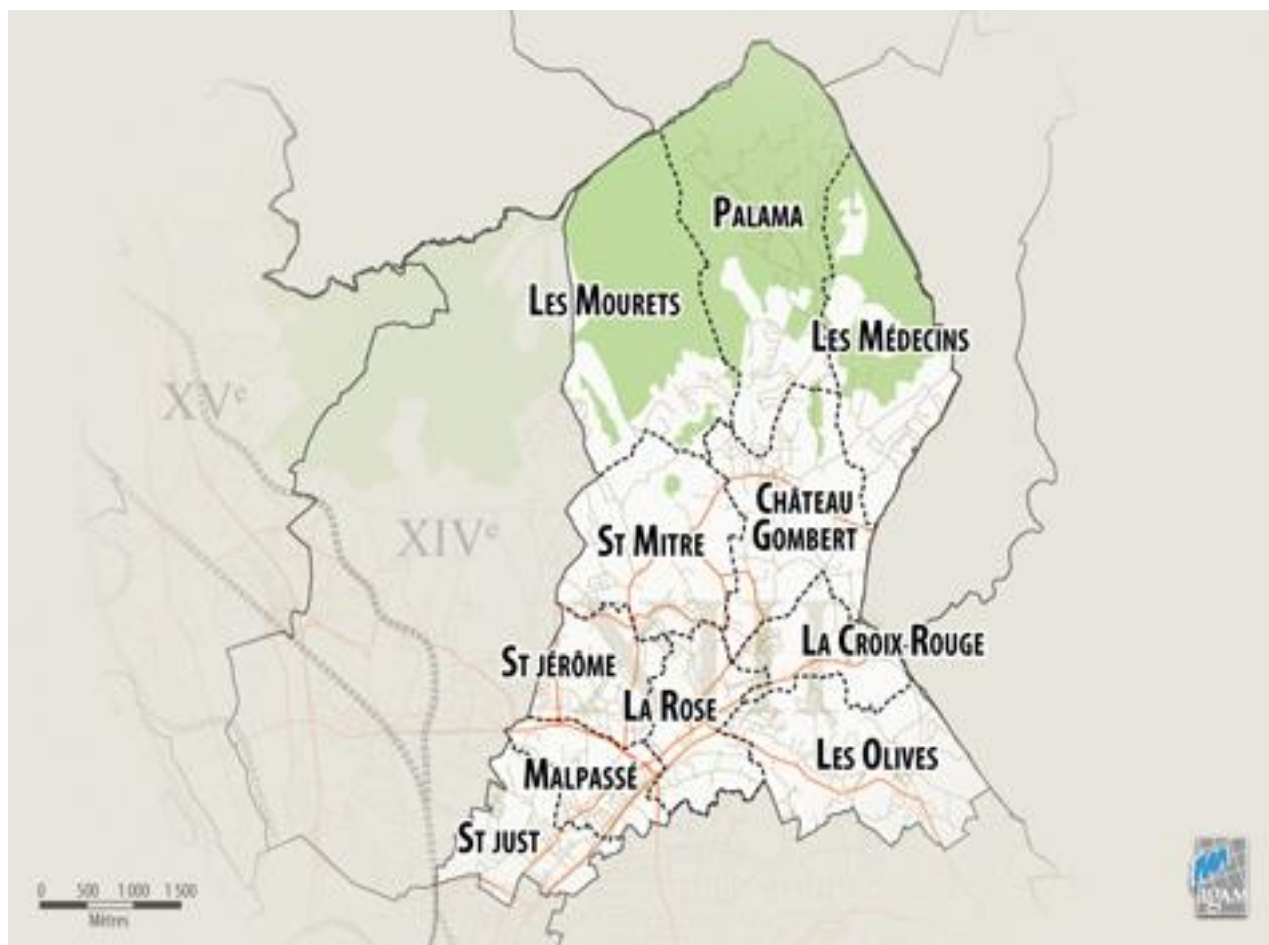 PALAMA
LES MOURETS
LES MÉDECINS
XVe
CHÂTEAU
GOMBERT
XIVe
ST MITRE
LA CROIX-ROUGE
ST JÉRÔME
LA ROSE
LES OLIVES
MALPASSÉ
ST JUST
0 500 1 000 1 500
Mètres
AGAM